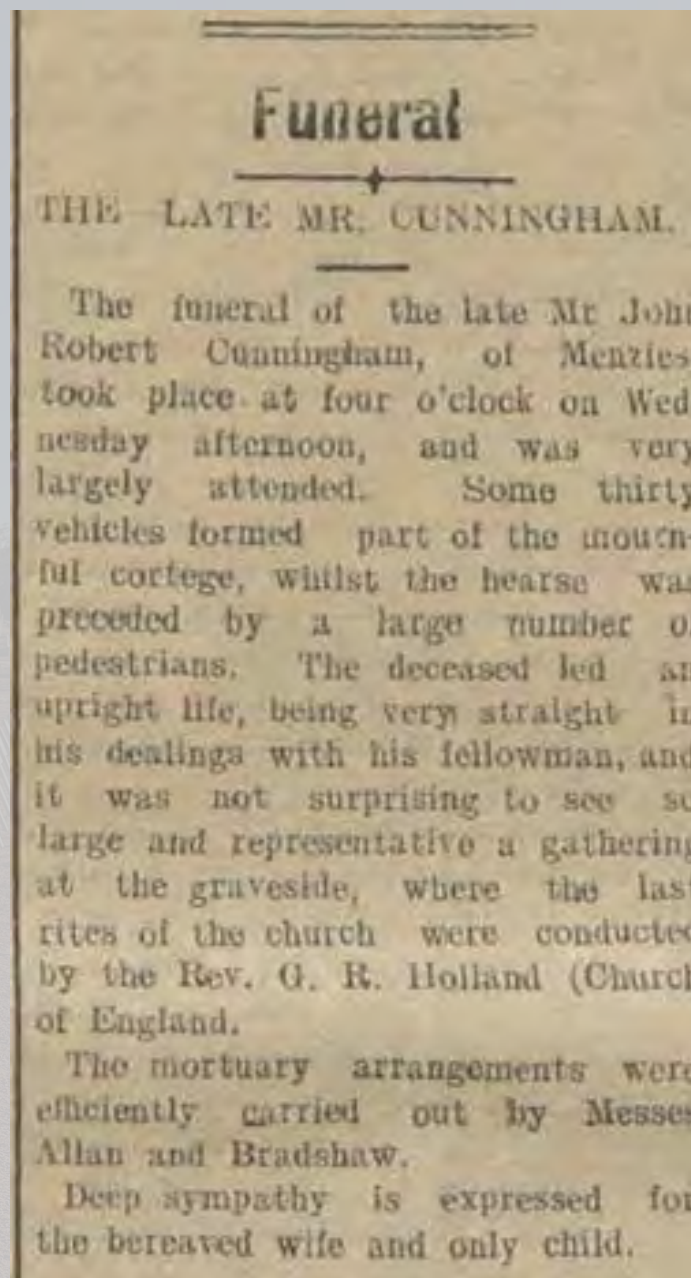 Funeral
THE LATE MR. CUNNINGHAM.
The funeral of the late Mr John
Robert Cunningham, of Menzies,
took place at four o'clock on Wed-
nesday afternoon, and was very
largely attended. Some thirty
vehicles formed part of the mourn-
ful cortege, whilst the hearse was
preceded by a large number of
pedestrians. The deceased led an
upright life, being very straight in
his dealings with his fellowman, and
it was not surprising to see so
large and representative a gathering
at the graveside, where the last
rites of the church were conducted
by the Rev. G. R. Holland (Church
of England.
The mortuary arrangements were
efficiently carried out by Messes
Allan and Bradshaw.
Deep sympathy is expressed for
the bereaved wife and only child.